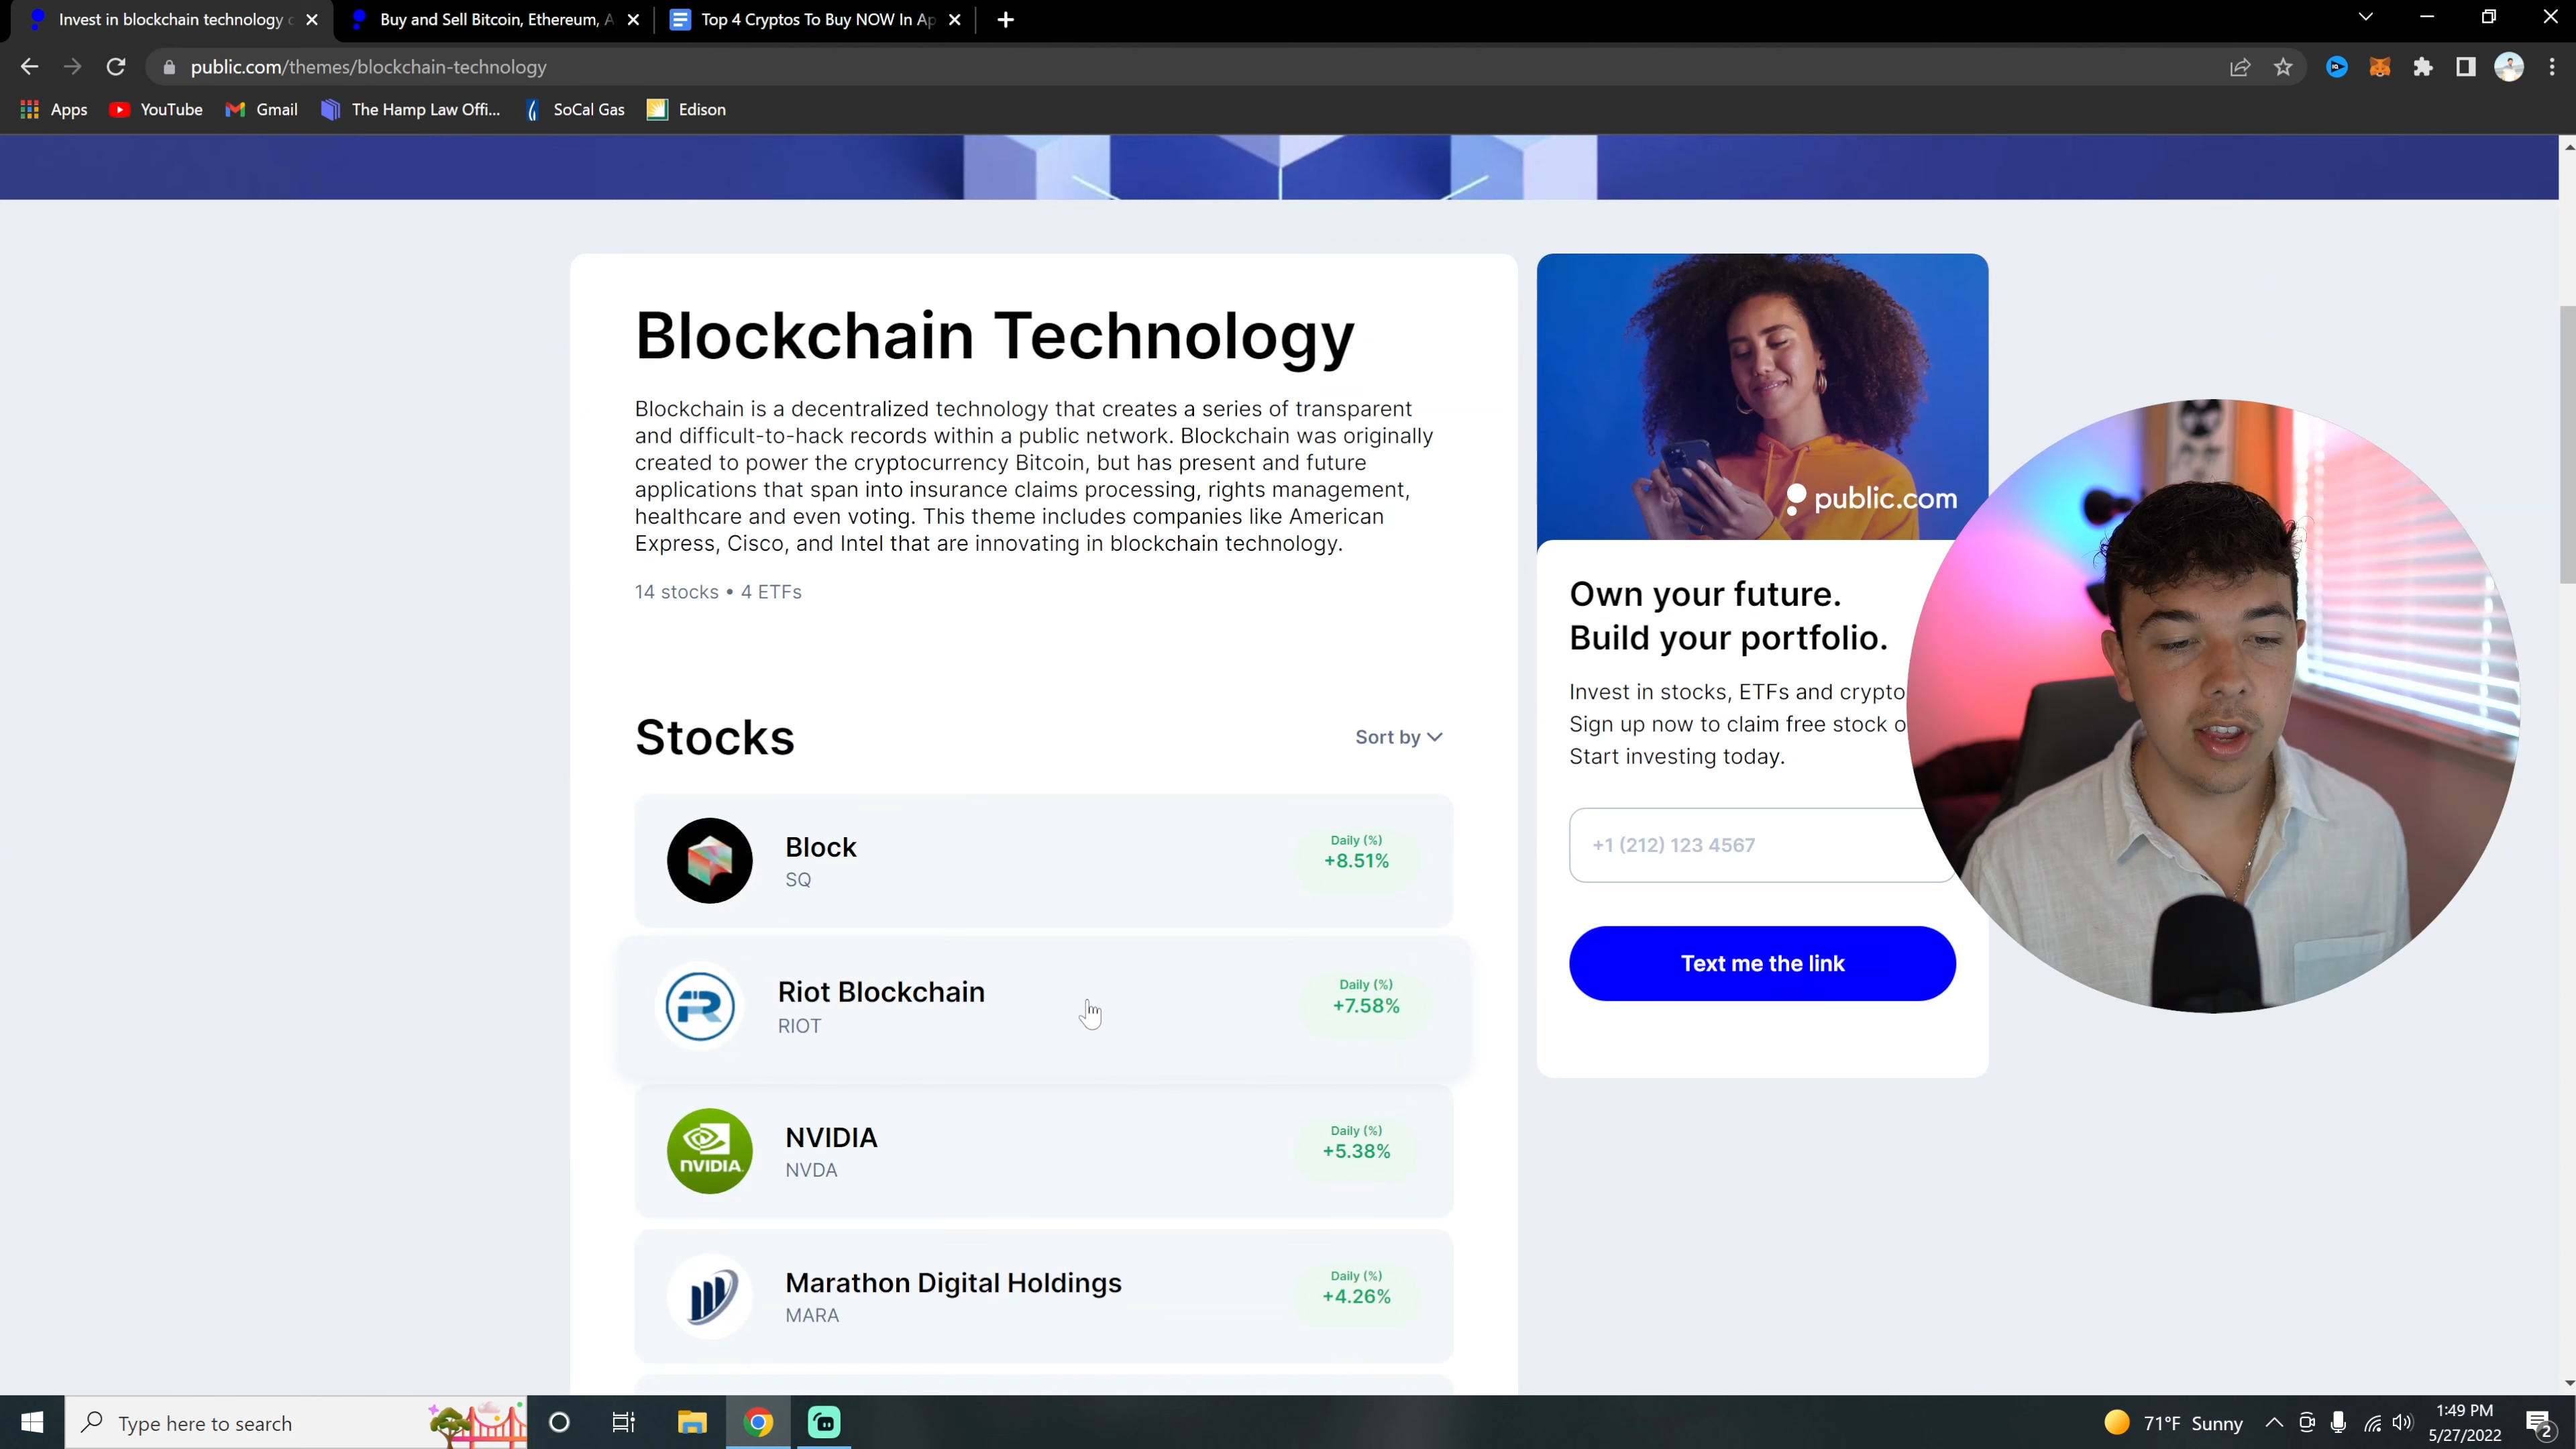 Invest in blockchain technology c
Buy and Sell Bitcoin, Ethereum, A
Top 4 Cryptos To Buy NOW In Ap
public.com/themes/blockchain-technology
Apps
YouTube
Gmail
The Hamp Law Offi...
SoCal Gas
Edison
Blockchain Technology
Blockchain is a decentralized technology that creates a series of transparent
and difficult-to-hack records within a public network. Blockchain was originally
created to power the cryptocurrency Bitcoin, but has present and future
applications that span into insurance claims processing, rights management,
healthcare and even voting. This theme includes companies like American
Express, Cisco, and Intel that are innovating in blockchain technology.
14 stocks • 4 ETFs
Stocks
Sort by
Block
SQ
Daily (%)
+8.51%
Riot Blockchain
RIOT
Daily (%)
+7.58%
NVIDIA
NVDA
NVIDIA
Daily (%)
+5.38%
Marathon Digital Holdings
MARA
Daily (%)
+4.26%
public.com
Own your future.
Build your portfolio.
Invest in stocks, ETFs and crypto
Sign up now to claim free stock o
Start investing today.
+1 (212) 123 4567
Text me the link
Type here to search
71°F Sunny
1:49 PM
5/27/2022
2